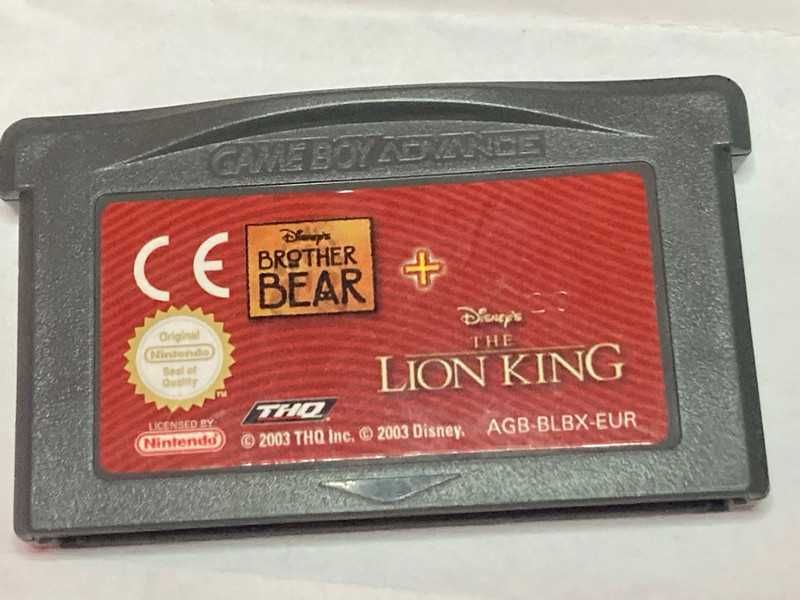 GAME BOY ADVANCE
CE
Disney's
BROTHER
BEAR
+
Disney's
THE
LION KING
Original
Nintendo
Seal of
Quality
TM
THQ
LICENSED BY
Nintendo
© 2003 THQ Inc. © 2003 Disney.
AGB-BLBX-EUR